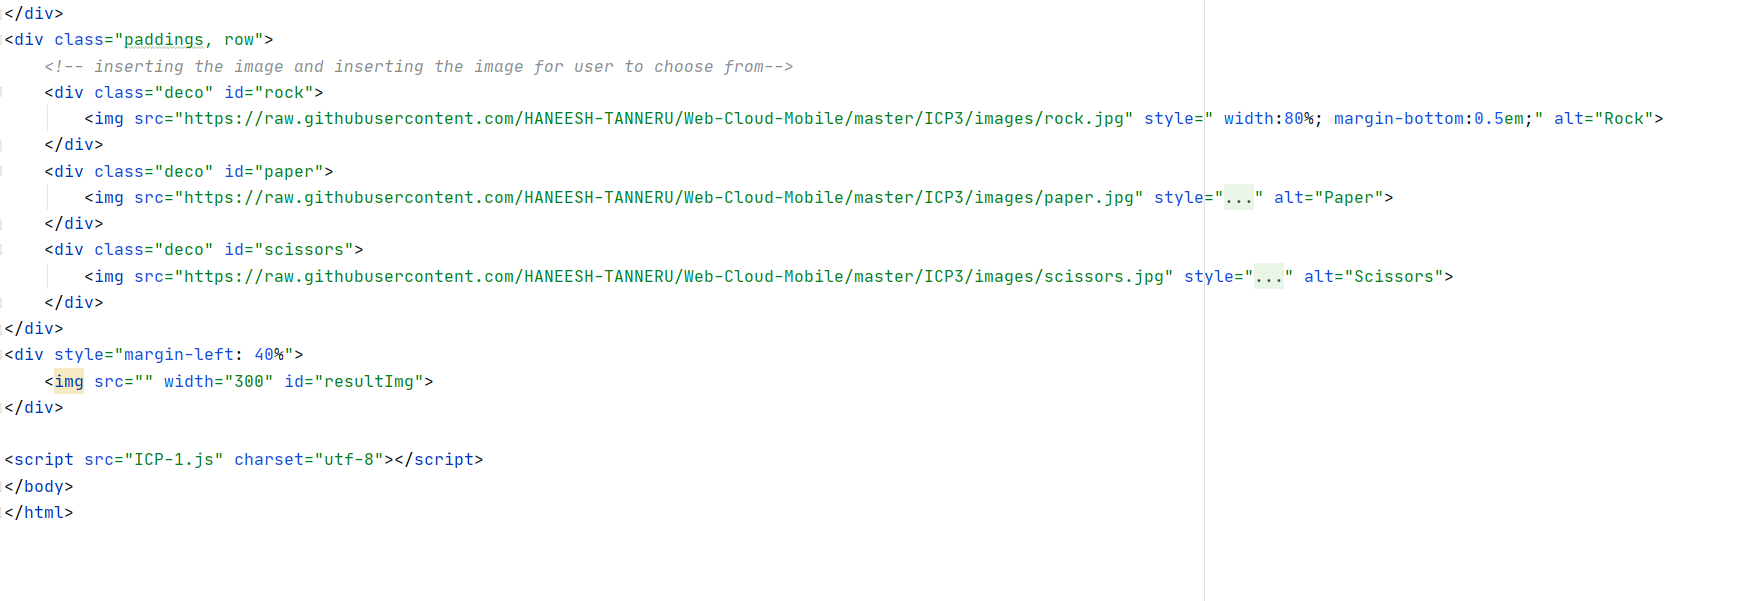 </div>
<div class="paddings, row">
    <!-- inserting the image and inserting the image for user to choose from-->
    <div class="deco" id="rock">
        <img src="https://raw.githubusercontent.com/HANEESH-TANNERU/Web-Cloud-Mobile/master/ICP3/images/rock.jpg" style=" width:80%; margin-bottom:0.5em;" alt="Rock">
    </div>
    <div class="deco" id="paper">
        <img src="https://raw.githubusercontent.com/HANEESH-TANNERU/Web-Cloud-Mobile/master/ICP3/images/paper.jpg" style="..." alt="Paper">
    </div>
    <div class="deco" id="scissors">
        <img src="https://raw.githubusercontent.com/HANEESH-TANNERU/Web-Cloud-Mobile/master/ICP3/images/scissors.jpg" style="..." alt="Scissors">
    </div>
</div>
<div style="margin-left: 40%">
    <img src="" width="300" id="resultImg">
</div>

<script src="ICP-1.js" charset="utf-8"></script>
</body>
</html>